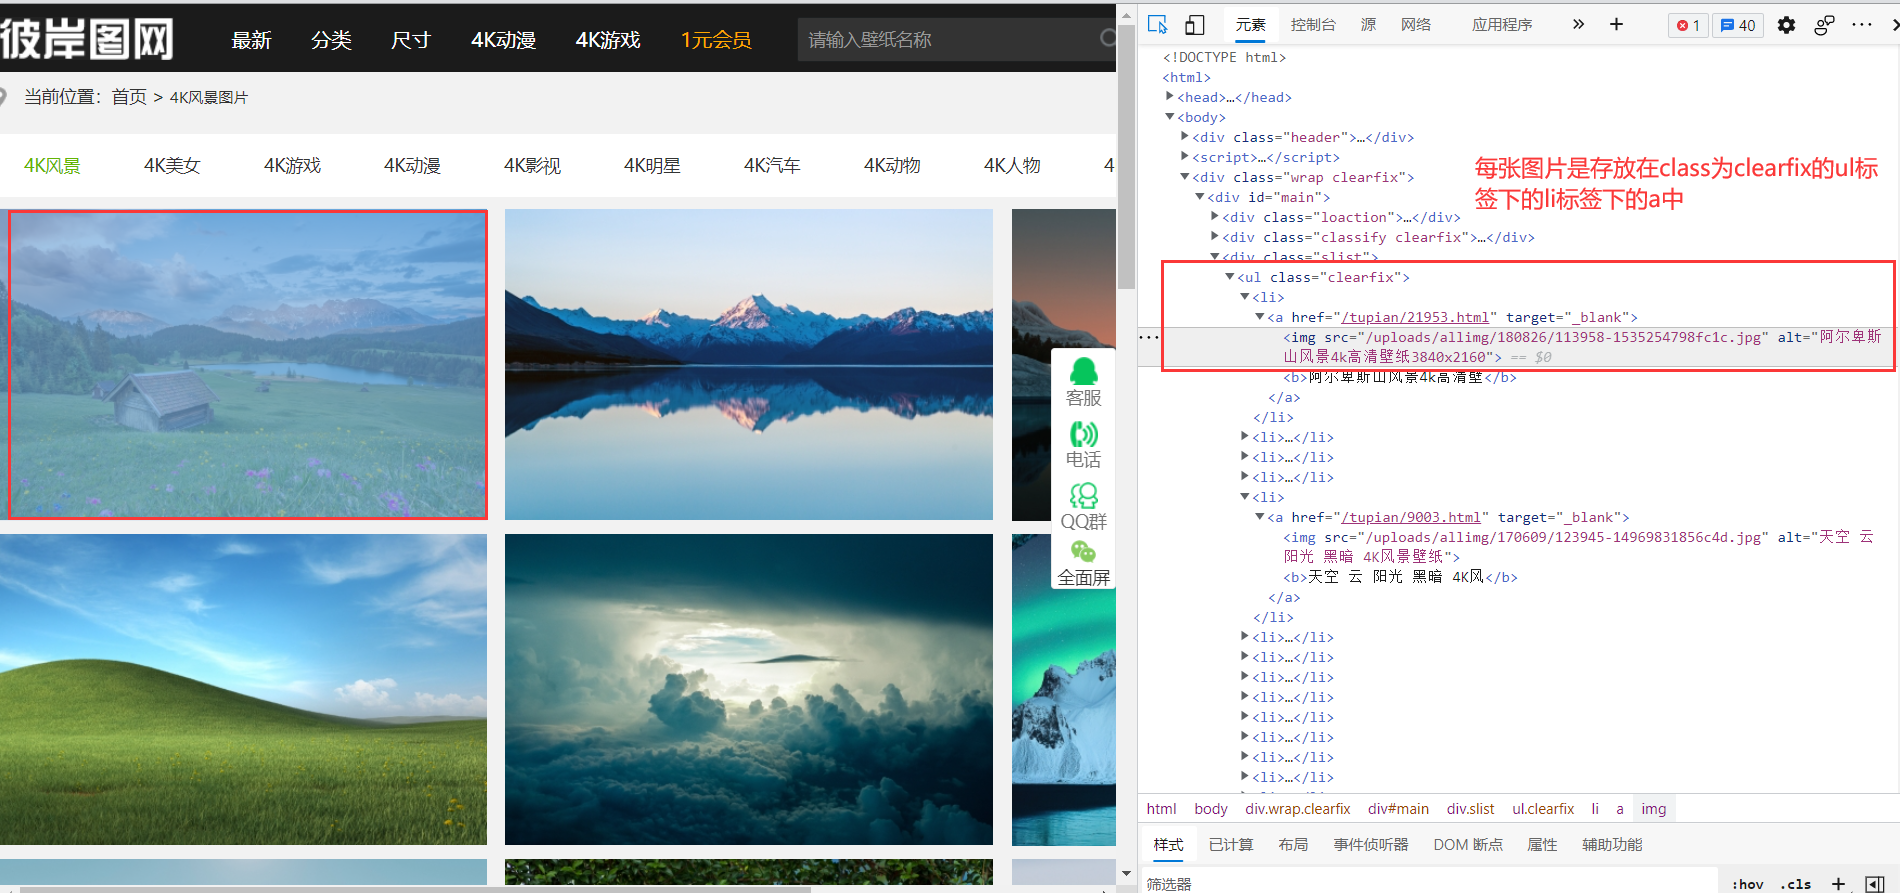 彼岸图网 最新 分类 尺寸 4K动漫 4K游戏 1元会员 请输入壁纸名称
当前位置: 首页 > 4K风景图片
4K风景 4K美女 4K游戏 4K动漫 4K影视 4K明星 4K汽车 4K动物 4K人物 4
客服
电话
QQ群
全面屏
元素 控制台 源 网络 应用程序 » + 1 40 ···
<!DOCTYPE html>
<html>
<head>…</head>
<body>
<div class="header">…</div>
<script>…</script>
<div class="wrap clearfix">
<div id="main">
<div class="loaction">…</div>
<div class="classify clearfix">…</div>
<div class="slist">
每张图片是存放在class为clearfix的ul标
签下的li标签下的a中
<ul class="clearfix">
<li>
<a href="/tupian/21953.html" target="_blank">
··· <img src="/uploads/allimg/180826/113958-1535254798fc1c.jpg" alt="阿尔卑斯
山风景4k高清壁纸3840x2160"> == $0
<b>阿尔卑斯山风景4k高清壁</b>
</a>
</li>
<li>…</li>
<li>…</li>
<li>…</li>
<li>
<a href="/tupian/9003.html" target="_blank">
<img src="/uploads/allimg/170609/123945-14969831856c4d.jpg" alt="天空 云
阳光 黑暗 4K风景壁纸">
<b>天空 云 阳光 黑暗 4K风</b>
</a>
</li>
<li>…</li>
<li>…</li>
<li>…</li>
<li>…</li>
<li>…</li>
<li>…</li>
<li>…</li>
<li>…</li>
html body div.wrap.clearfix div#main div.slist ul.clearfix li a img
样式 已计算 布局 事件侦听器 DOM 断点 属性 辅助功能
筛选器 :hov .cls +